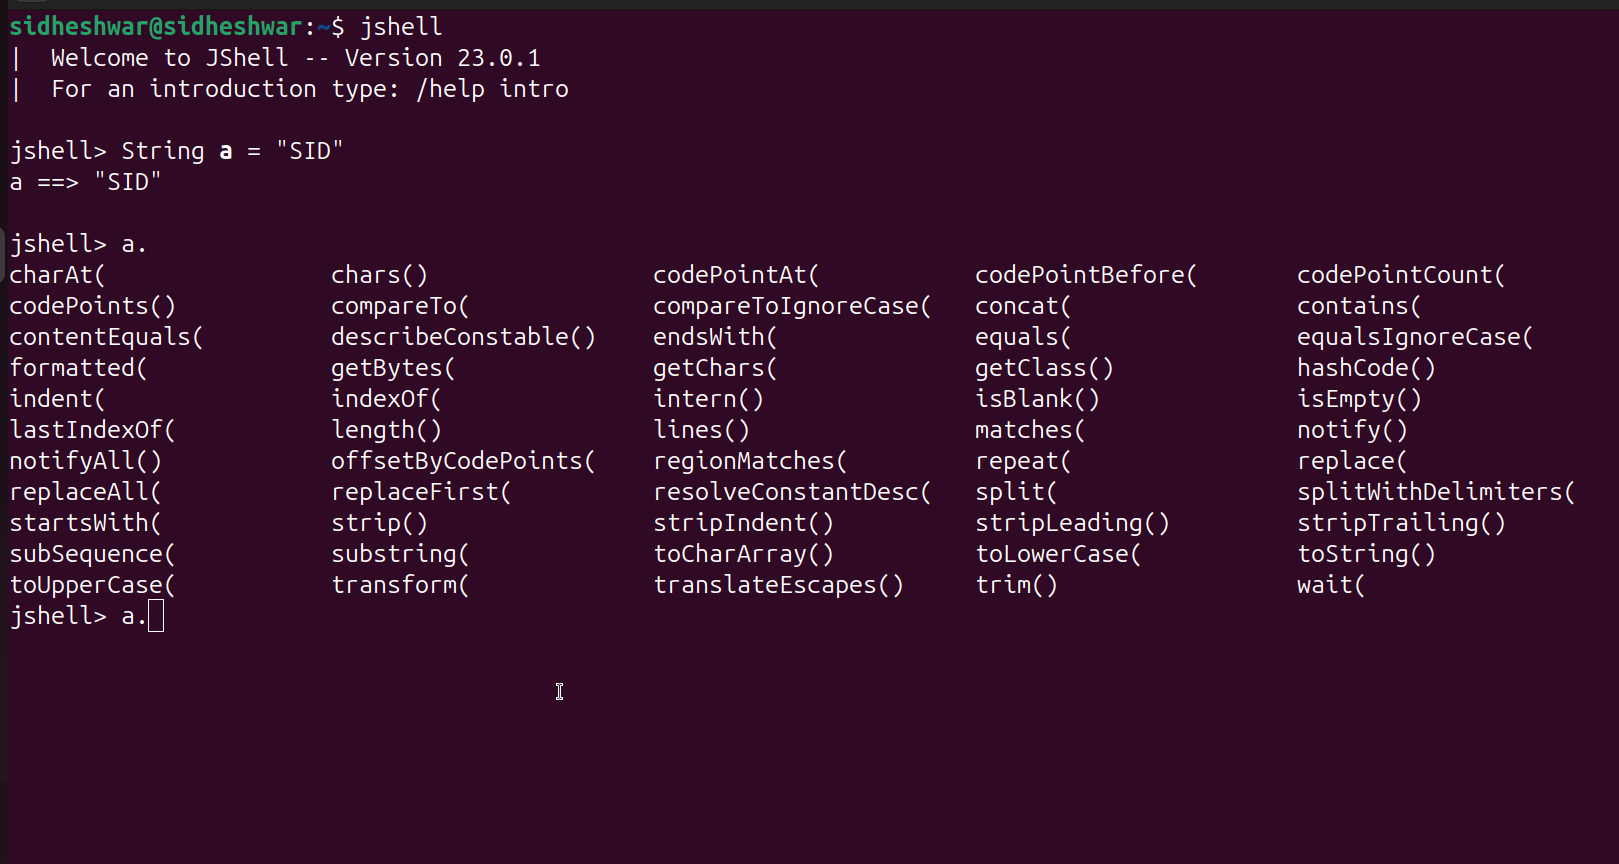 sidheshwar@sidheshwar:~$ jshell
|  Welcome to JShell -- Version 23.0.1
|  For an introduction type: /help intro
jshell> String a = "SID"
a ==> "SID"
jshell> a.
charAt(                chars()                codePointAt(           codePointBefore(       codePointCount(
codePoints()           compareTo(             compareToIgnoreCase(   concat(                contains(
contentEquals(         describeConstable()    endsWith(              equals(                equalsIgnoreCase(
formatted(             getBytes(              getChars(              getClass()             hashCode()
indent(                indexOf(               intern()               isBlank()              isEmpty()
lastIndexOf(           length()               lines()                matches(               notify()
notifyAll()            offsetByCodePoints(    regionMatches(         repeat(                replace(
replaceAll(            replaceFirst(          resolveConstantDesc(   split(                 splitWithDelimiters(
startsWith(            strip()                stripIndent()          stripLeading()         stripTrailing()
subSequence(           substring(             toCharArray()          toLowerCase(           toString()
toUpperCase(           transform(             translateEscapes()     trim()                 wait(
jshell> a.